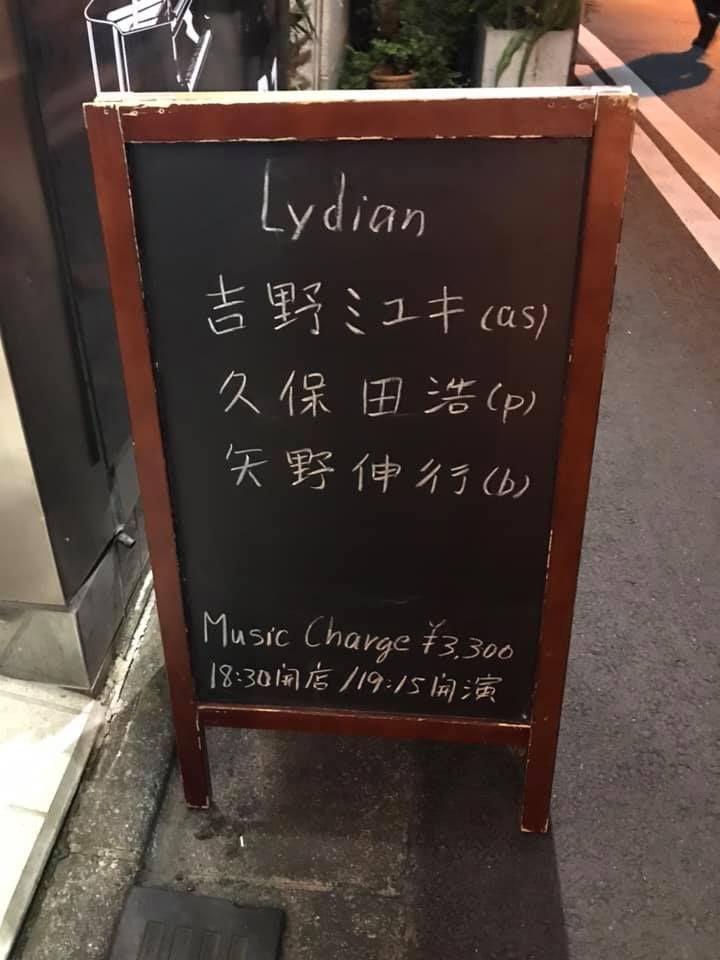 Lydian
吉野ミユキ(as)
久保田浩(p)
矢野伸行(b)
Music Charge ¥3,300
18:30開店/19:15開演